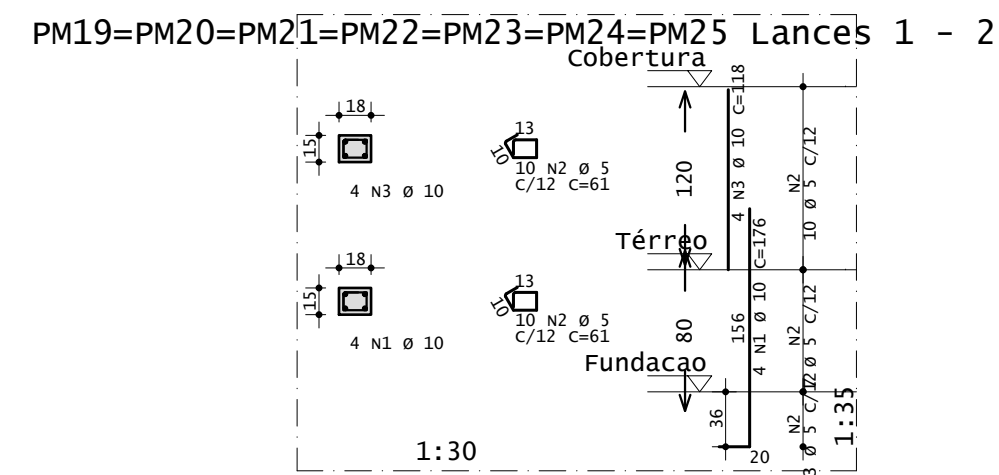 PM19=PM20=PM21=PM22=PM23=PM24=PM25 Lances 1 - 2
Cobertura
18
15
4 N3 Ø 10
13
10
10 N2 Ø 5
C/12 C=61
120
4 N3 Ø 10 C=118
N2
10 Ø 5 C/12
Térreo
18
15
4 N1 Ø 10
13
10
10 N2 Ø 5
C/12 C=61
80
156
4 N1 Ø 10 C=176
N2
Ø 5 C/12
Fundacao
36
20
N2
3 Ø 5 C/12
1:30
1:35